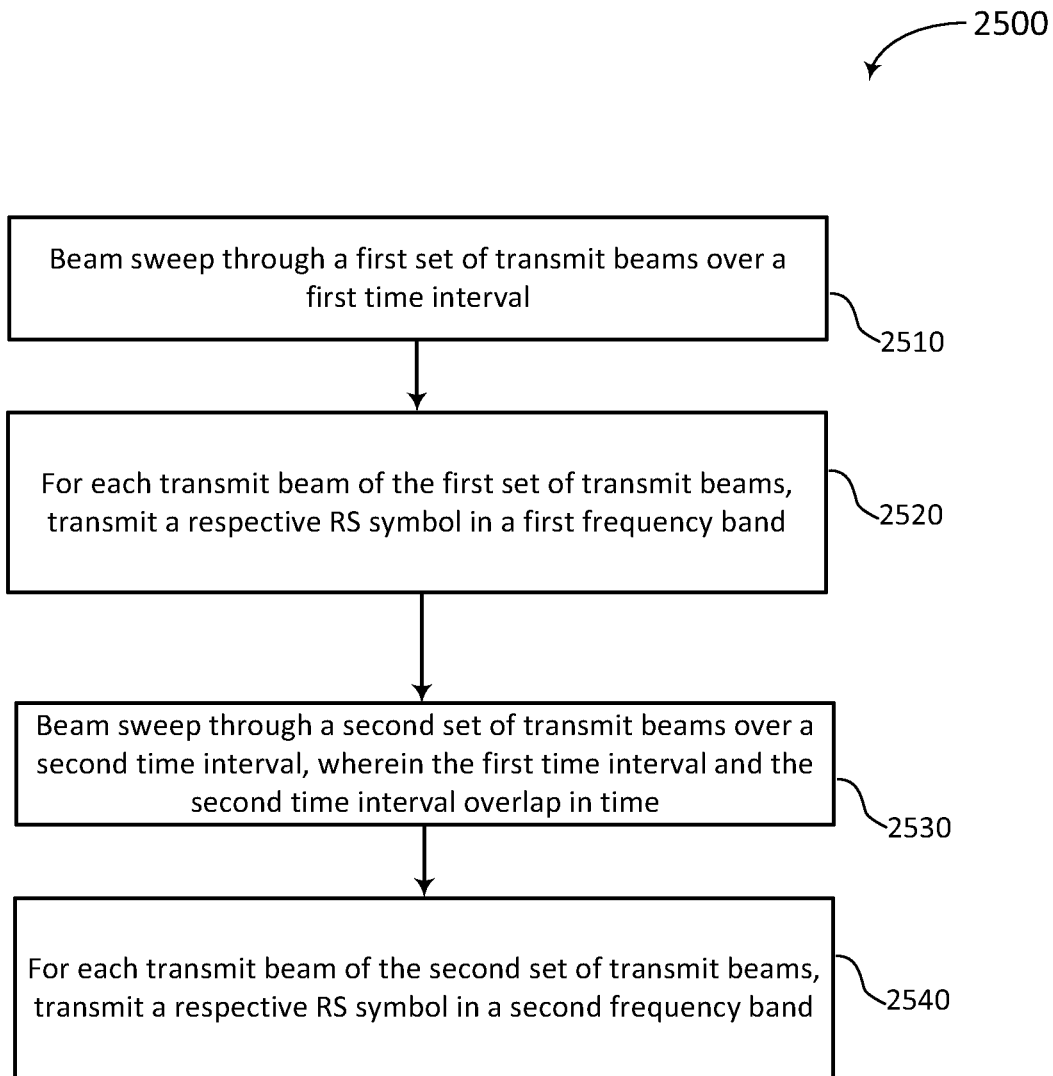 2500
Beam sweep through a first set of transmit beams over a
first time interval
2510
For each transmit beam of the first set of transmit beams,
transmit a respective RS symbol in a first frequency band
2520
Beam sweep through a second set of transmit beams over a
second time interval, wherein the first time interval and the
second time interval overlap in time
2530
For each transmit beam of the second set of transmit beams,
transmit a respective RS symbol in a second frequency band
2540